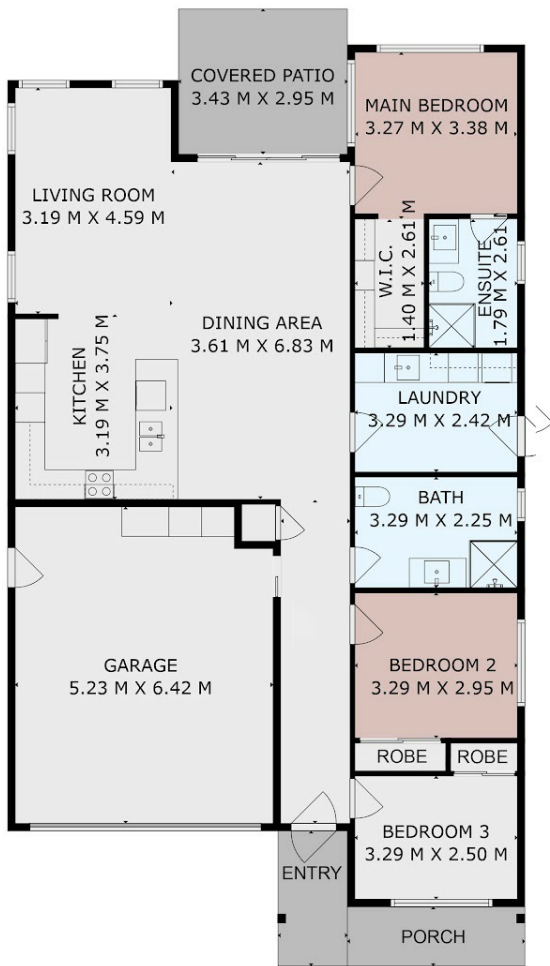 COVERED PATIO
3.43 M X 2.95 M
MAIN BEDROOM
3.27 M X 3.38 M
LIVING ROOM
3.19 M X 4.59 M
W.I.C.
1.40 M X 2.61 M
ENSUITE
1.79 M X 2.61
DINING AREA
3.61 M X 6.83 M
KITCHEN
3.19 M X 3.75 M
LAUNDRY
3.29 M X 2.42 M
BATH
3.29 M X 2.25 M
GARAGE
5.23 M X 6.42 M
BEDROOM 2
3.29 M X 2.95 M
ROBE
ROBE
BEDROOM 3
3.29 M X 2.50 M
ENTRY
PORCH